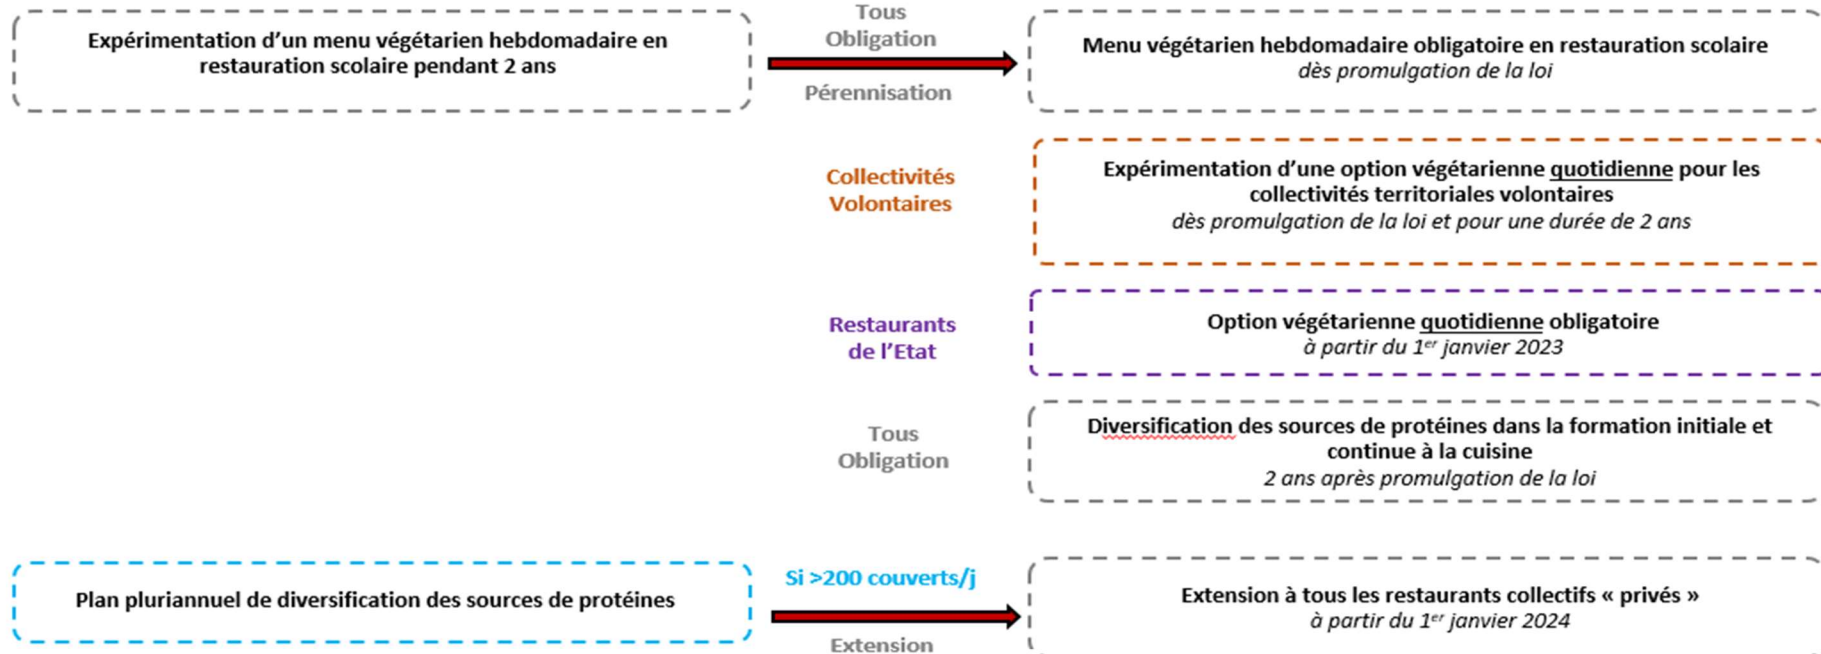 Expérimentation d’un menu végétarien hebdomadaire en
restauration scolaire pendant 2 ans
Tous
Obligation
Pérennisation
Menu végétarien hebdomadaire obligatoire en restauration scolaire
dès promulgation de la loi
Collectivités
Volontaires
Expérimentation d’une option végétarienne quotidienne pour les
collectivités territoriales volontaires
dès promulgation de la loi et pour une durée de 2 ans
Restaurants
de l’Etat
Option végétarienne quotidienne obligatoire
à partir du 1er janvier 2023
Tous
Obligation
Diversification des sources de protéines dans la formation initiale et
continue à la cuisine
2 ans après promulgation de la loi
Plan pluriannuel de diversification des sources de protéines
Si >200 couverts/j
Extension
Extension à tous les restaurants collectifs « privés »
à partir du 1er janvier 2024